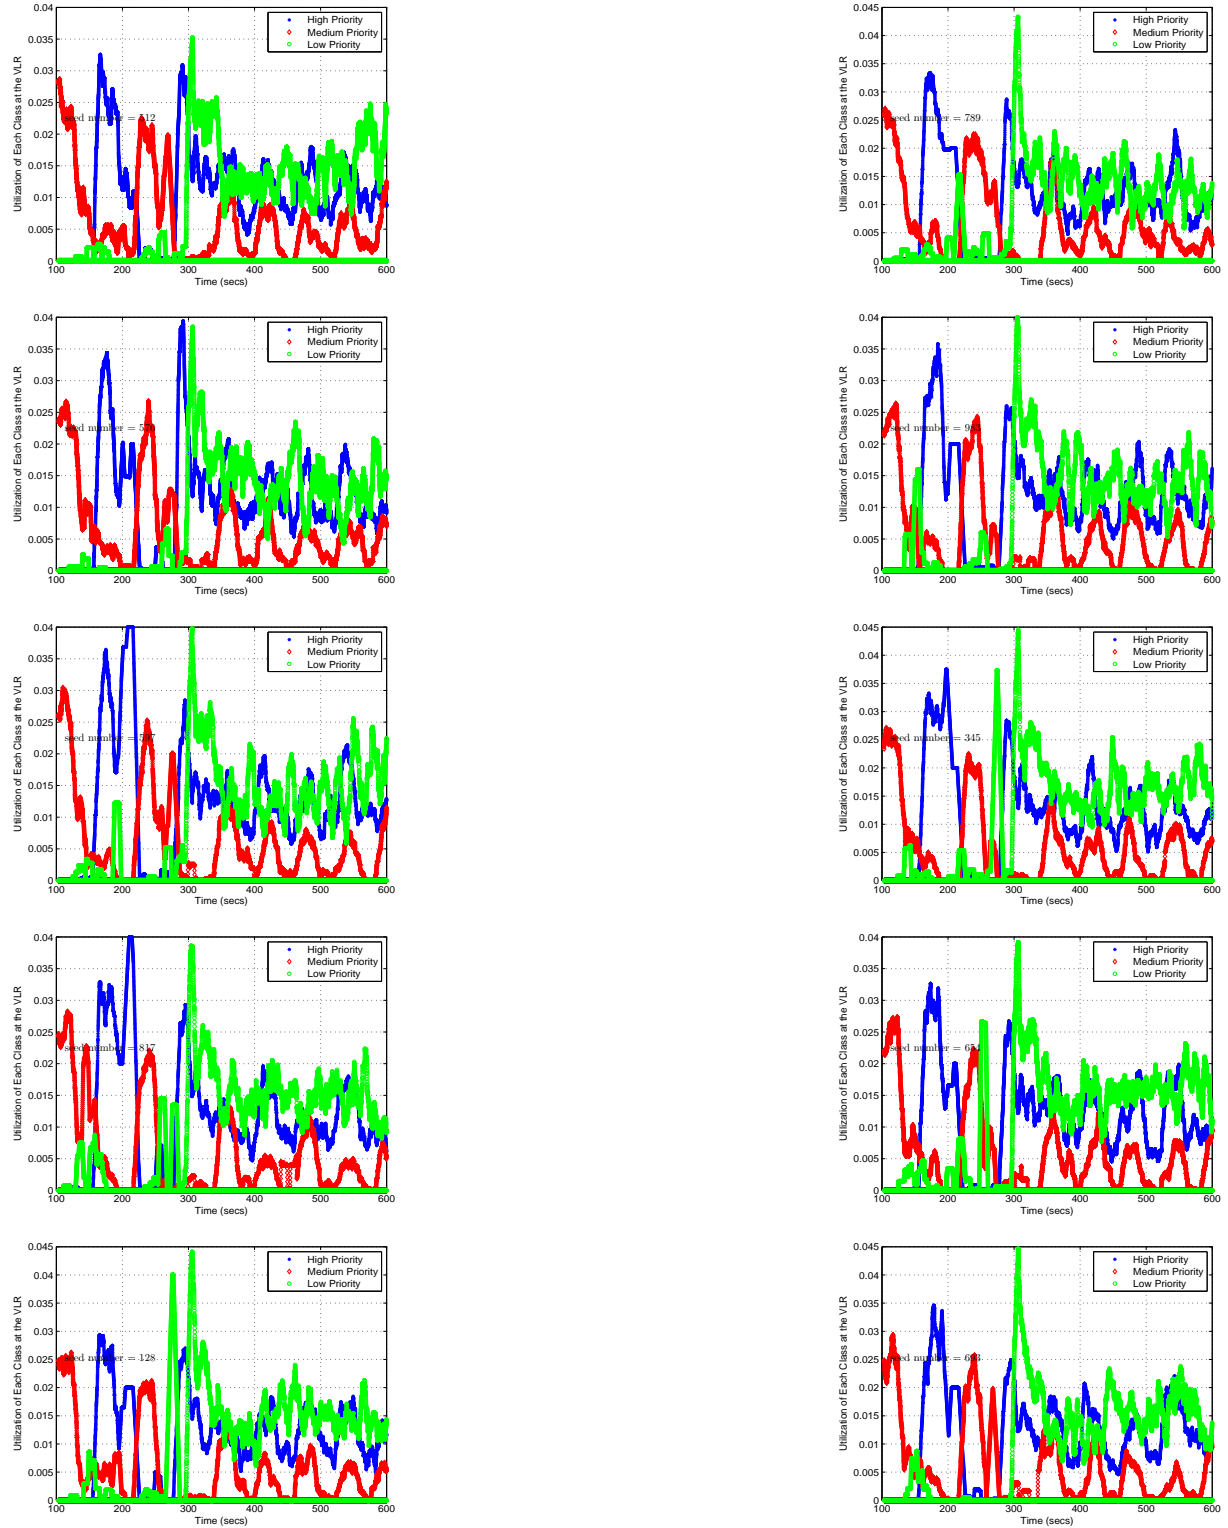 0.04
0.035
0.03
0.025
0.02
0.015
0.01
0.005
0
Utilization of Each Class at the VLR
High Priority
Medium Priority
Low Priority
seed number = 512
100 200 300 400 500 600
Time (secs)
0.045
0.04
0.035
0.03
0.025
0.02
0.015
0.01
0.005
0
Utilization of Each Class at the VLR
High Priority
Medium Priority
Low Priority
seed number = 789
100 200 300 400 500 600
Time (secs)
0.04
0.035
0.03
0.025
0.02
0.015
0.01
0.005
0
Utilization of Each Class at the VLR
High Priority
Medium Priority
Low Priority
seed number =
100 200 300 400 500 600
Time (secs)
0.04
0.035
0.03
0.025
0.02
0.015
0.01
0.005
0
Utilization of Each Class at the VLR
High Priority
Medium Priority
Low Priority
seed number = 983
100 200 300 400 500 600
Time (secs)
0.04
0.035
0.03
0.025
0.02
0.015
0.01
0.005
0
Utilization of Each Class at the VLR
High Priority
Medium Priority
Low Priority
seed number =
100 200 300 400 500 600
Time (secs)
0.045
0.04
0.035
0.03
0.025
0.02
0.015
0.01
0.005
0
Utilization of Each Class at the VLR
High Priority
Medium Priority
Low Priority
seed number = 345
100 200 300 400 500 600
Time (secs)
0.04
0.035
0.03
0.025
0.02
0.015
0.01
0.005
0
Utilization of Each Class at the VLR
High Priority
Medium Priority
Low Priority
seed number = 817
100 200 300 400 500 600
Time (secs)
0.04
0.035
0.03
0.025
0.02
0.015
0.01
0.005
0
Utilization of Each Class at the VLR
High Priority
Medium Priority
Low Priority
seed number =
100 200 300 400 500 600
Time (secs)
0.045
0.04
0.035
0.03
0.025
0.02
0.015
0.01
0.005
0
Utilization of Each Class at the VLR
High Priority
Medium Priority
Low Priority
seed number = 128
100 200 300 400 500 600
Time (secs)
0.045
0.04
0.035
0.03
0.025
0.02
0.015
0.01
0.005
0
Utilization of Each Class at the VLR
High Priority
Medium Priority
Low Priority
seed number = 693
100 200 300 400 500 600
Time (secs)